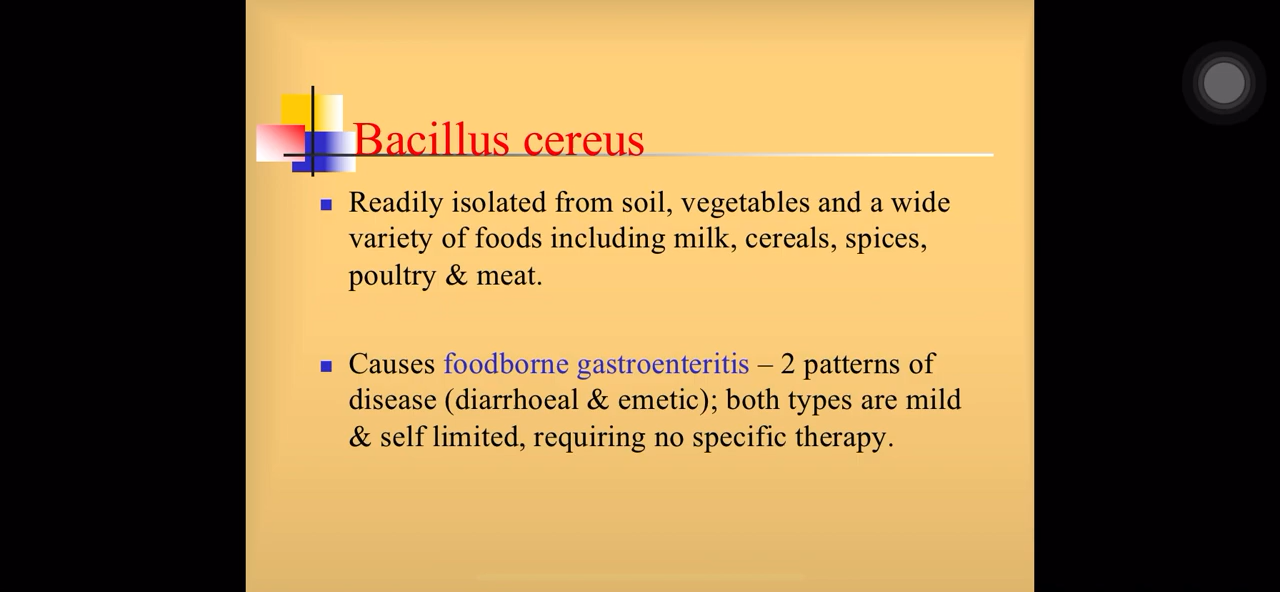 Bacillus cereus
Readily isolated from soil, vegetables and a wide
variety of foods including milk, cereals, spices,
poultry & meat.
Causes foodborne gastroenteritis – 2 patterns of
disease (diarrhoeal & emetic); both types are mild
& self limited, requiring no specific therapy.